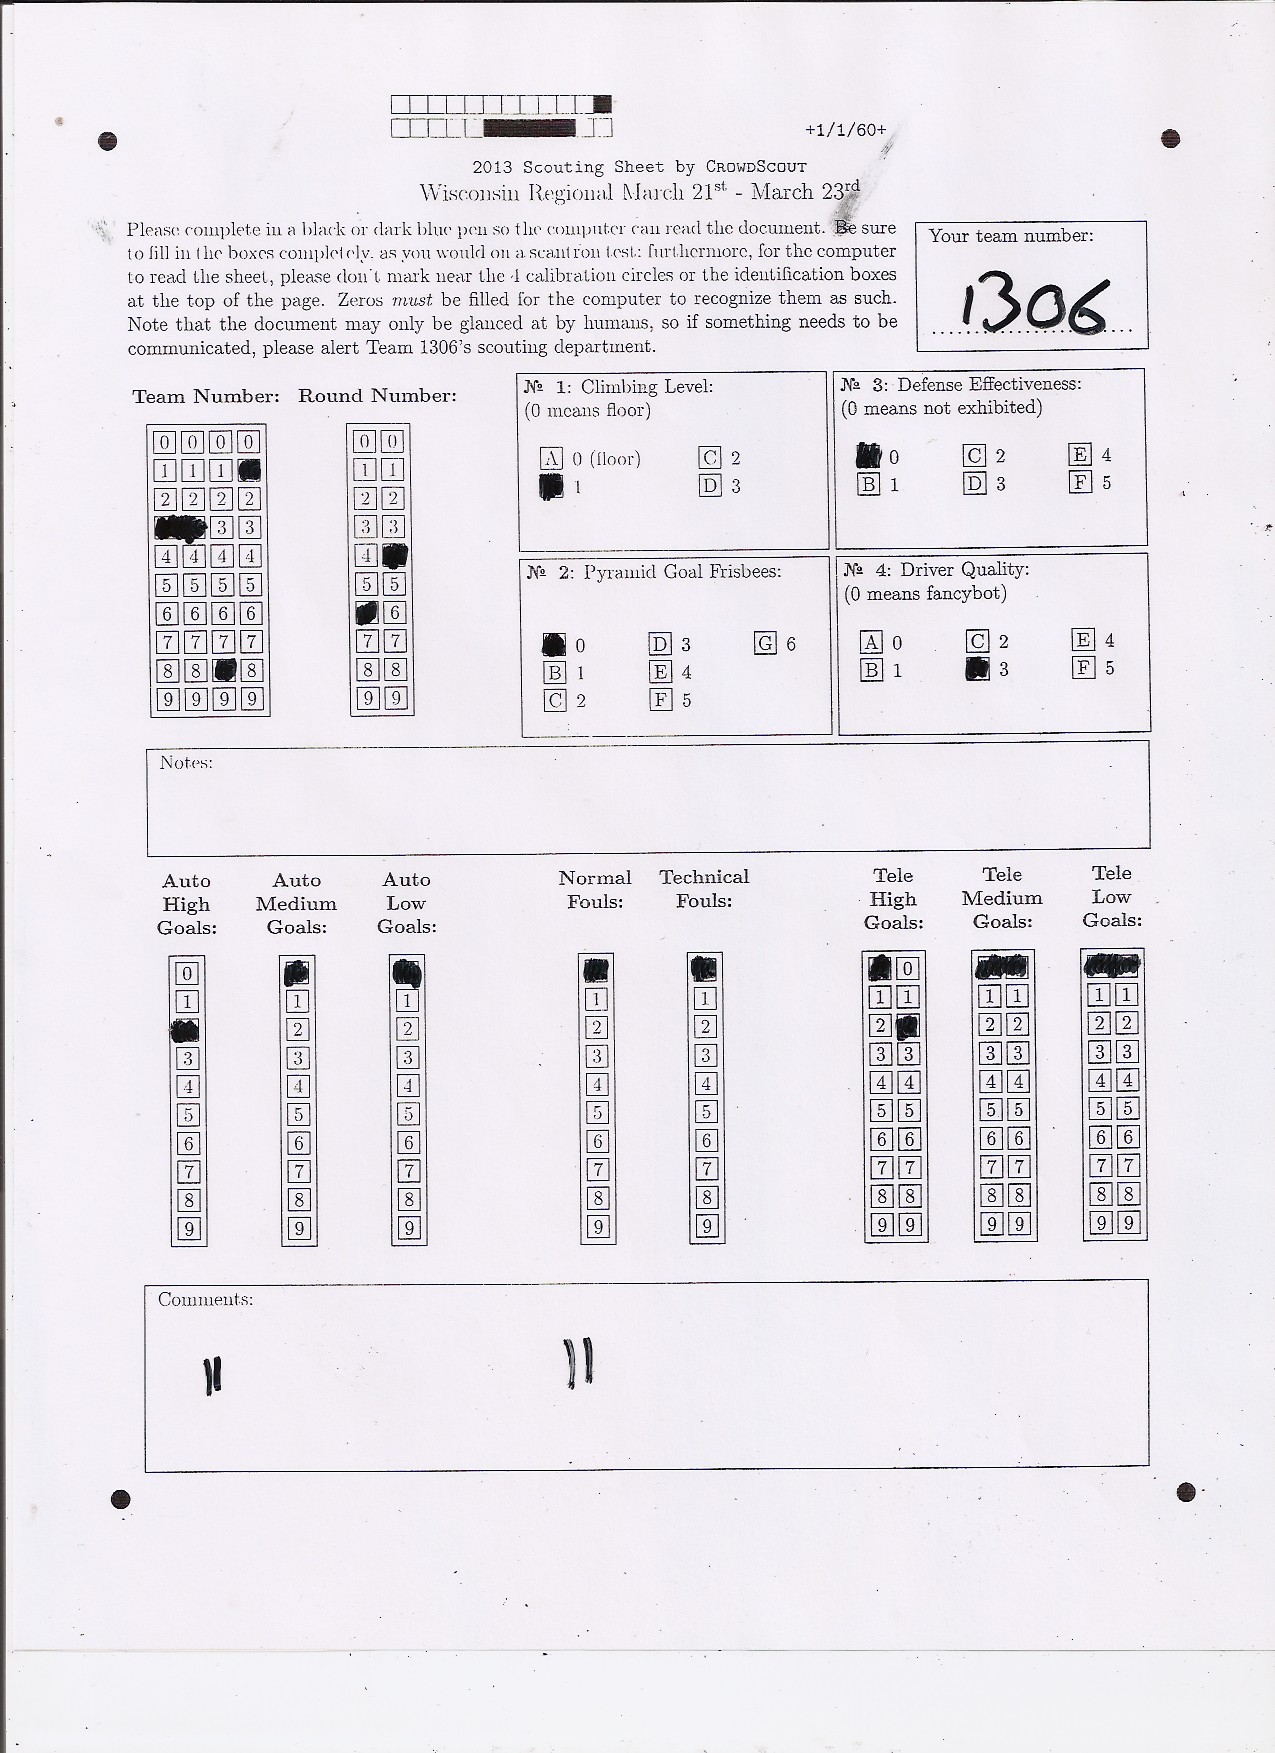 +1/1/60+
2013 Scouting Sheet by CROWDSCOUT
Wisconsin Regional March 21st - March 23rd
Please complete in a black or dark blue pen so the computer can read the document. Be sure
to fill in the boxes completely, as you would on a scantron test; furthermore, for the computer
to read the sheet, please don't mark near the 4 calibration circles or the identification boxes
at the top of the page. Zeros must be filled for the computer to recognize them as such.
Note that the document may only be glanced at by humans, so if something needs to be
communicated, please alert Team 1306's scouting department.
Your team number:
1306
Team Number: Round Number:
0 0 0 0 0 0
1 1 1 1 1
2 2 2 2 2 2
3 3 3 3
4 4 4 4 4
5 5 5 5 5 5
6 6 6 6 6
7 7 7 7 7 7
8 8 8 8 8
9 9 9 9 9 9
№ 1: Climbing Level:
(0 means floor)
A 0 (floor) C 2
1 D 3
№ 3: Defense Effectiveness:
(0 means not exhibited)
0 C 2 E 4
B 1 D 3 F 5
№ 2: Pyramid Goal Frisbees:
0 D 3 G 6
B 1 E 4
C 2 F 5
№ 4: Driver Quality:
(0 means fancybot)
A 0 C 2 E 4
B 1 3 F 5
Notes:
Auto High Goals:
Auto Medium Goals:
Auto Low Goals:
Normal Fouls:
Technical Fouls:
Tele High Goals:
Tele Medium Goals:
Tele Low Goals:
0 0
1 1 1 1 1 1 1 1 1 1 1
2 2 2 2 2 2 2 2 2
3 3 3 3 3 3 3 3 3 3 3
4 4 4 4 4 4 4 4 4 4 4
5 5 5 5 5 5 5 5 5 5 5
6 6 6 6 6 6 6 6 6 6 6
7 7 7 7 7 7 7 7 7 7 7
8 8 8 8 8 8 8 8 8 8 8
9 9 9 9 9 9 9 9 9 9 9
Comments:
|| ||